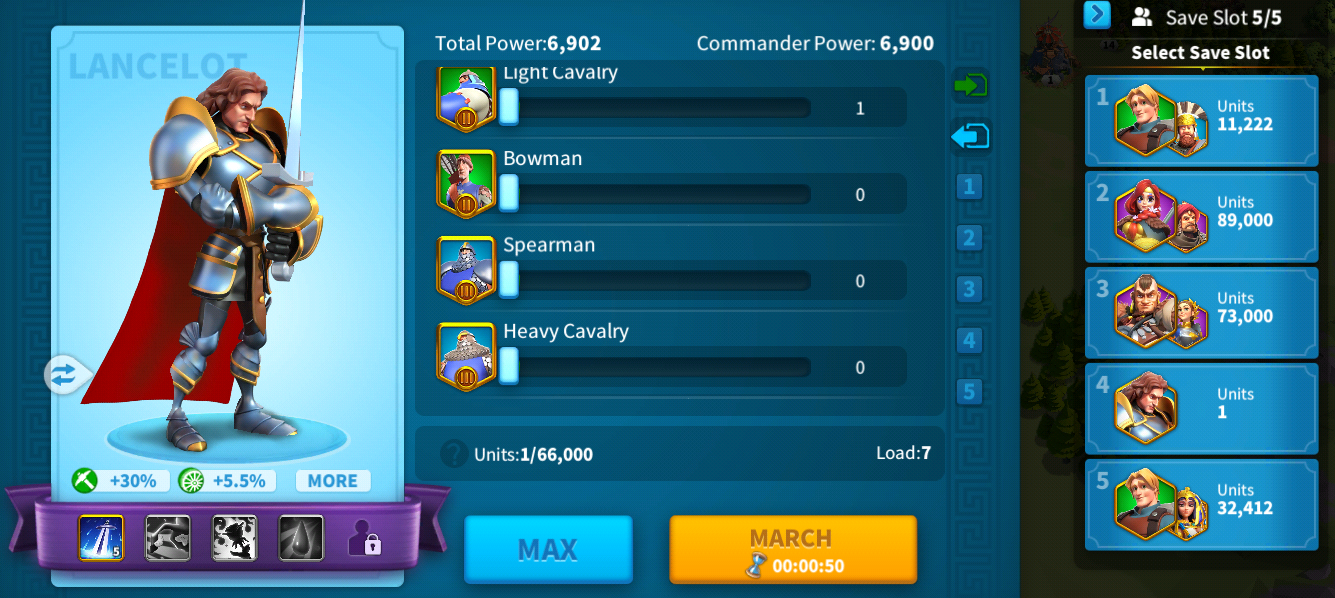 LANCELOT
+30%
+5.5%
MORE
5
Total Power:6,902
Commander Power: 6,900
Light Cavalry
II
1
Bowman
II
0
Spearman
III
0
Heavy Cavalry
III
0
? Units:1/66,000
Load:7
MAX
MARCH
00:00:50
1
2
3
4
5
14
Save Slot 5/5
Select Save Slot
1
Units
11,222
2
Units
89,000
3
Units
73,000
4
Units
1
5
Units
32,412